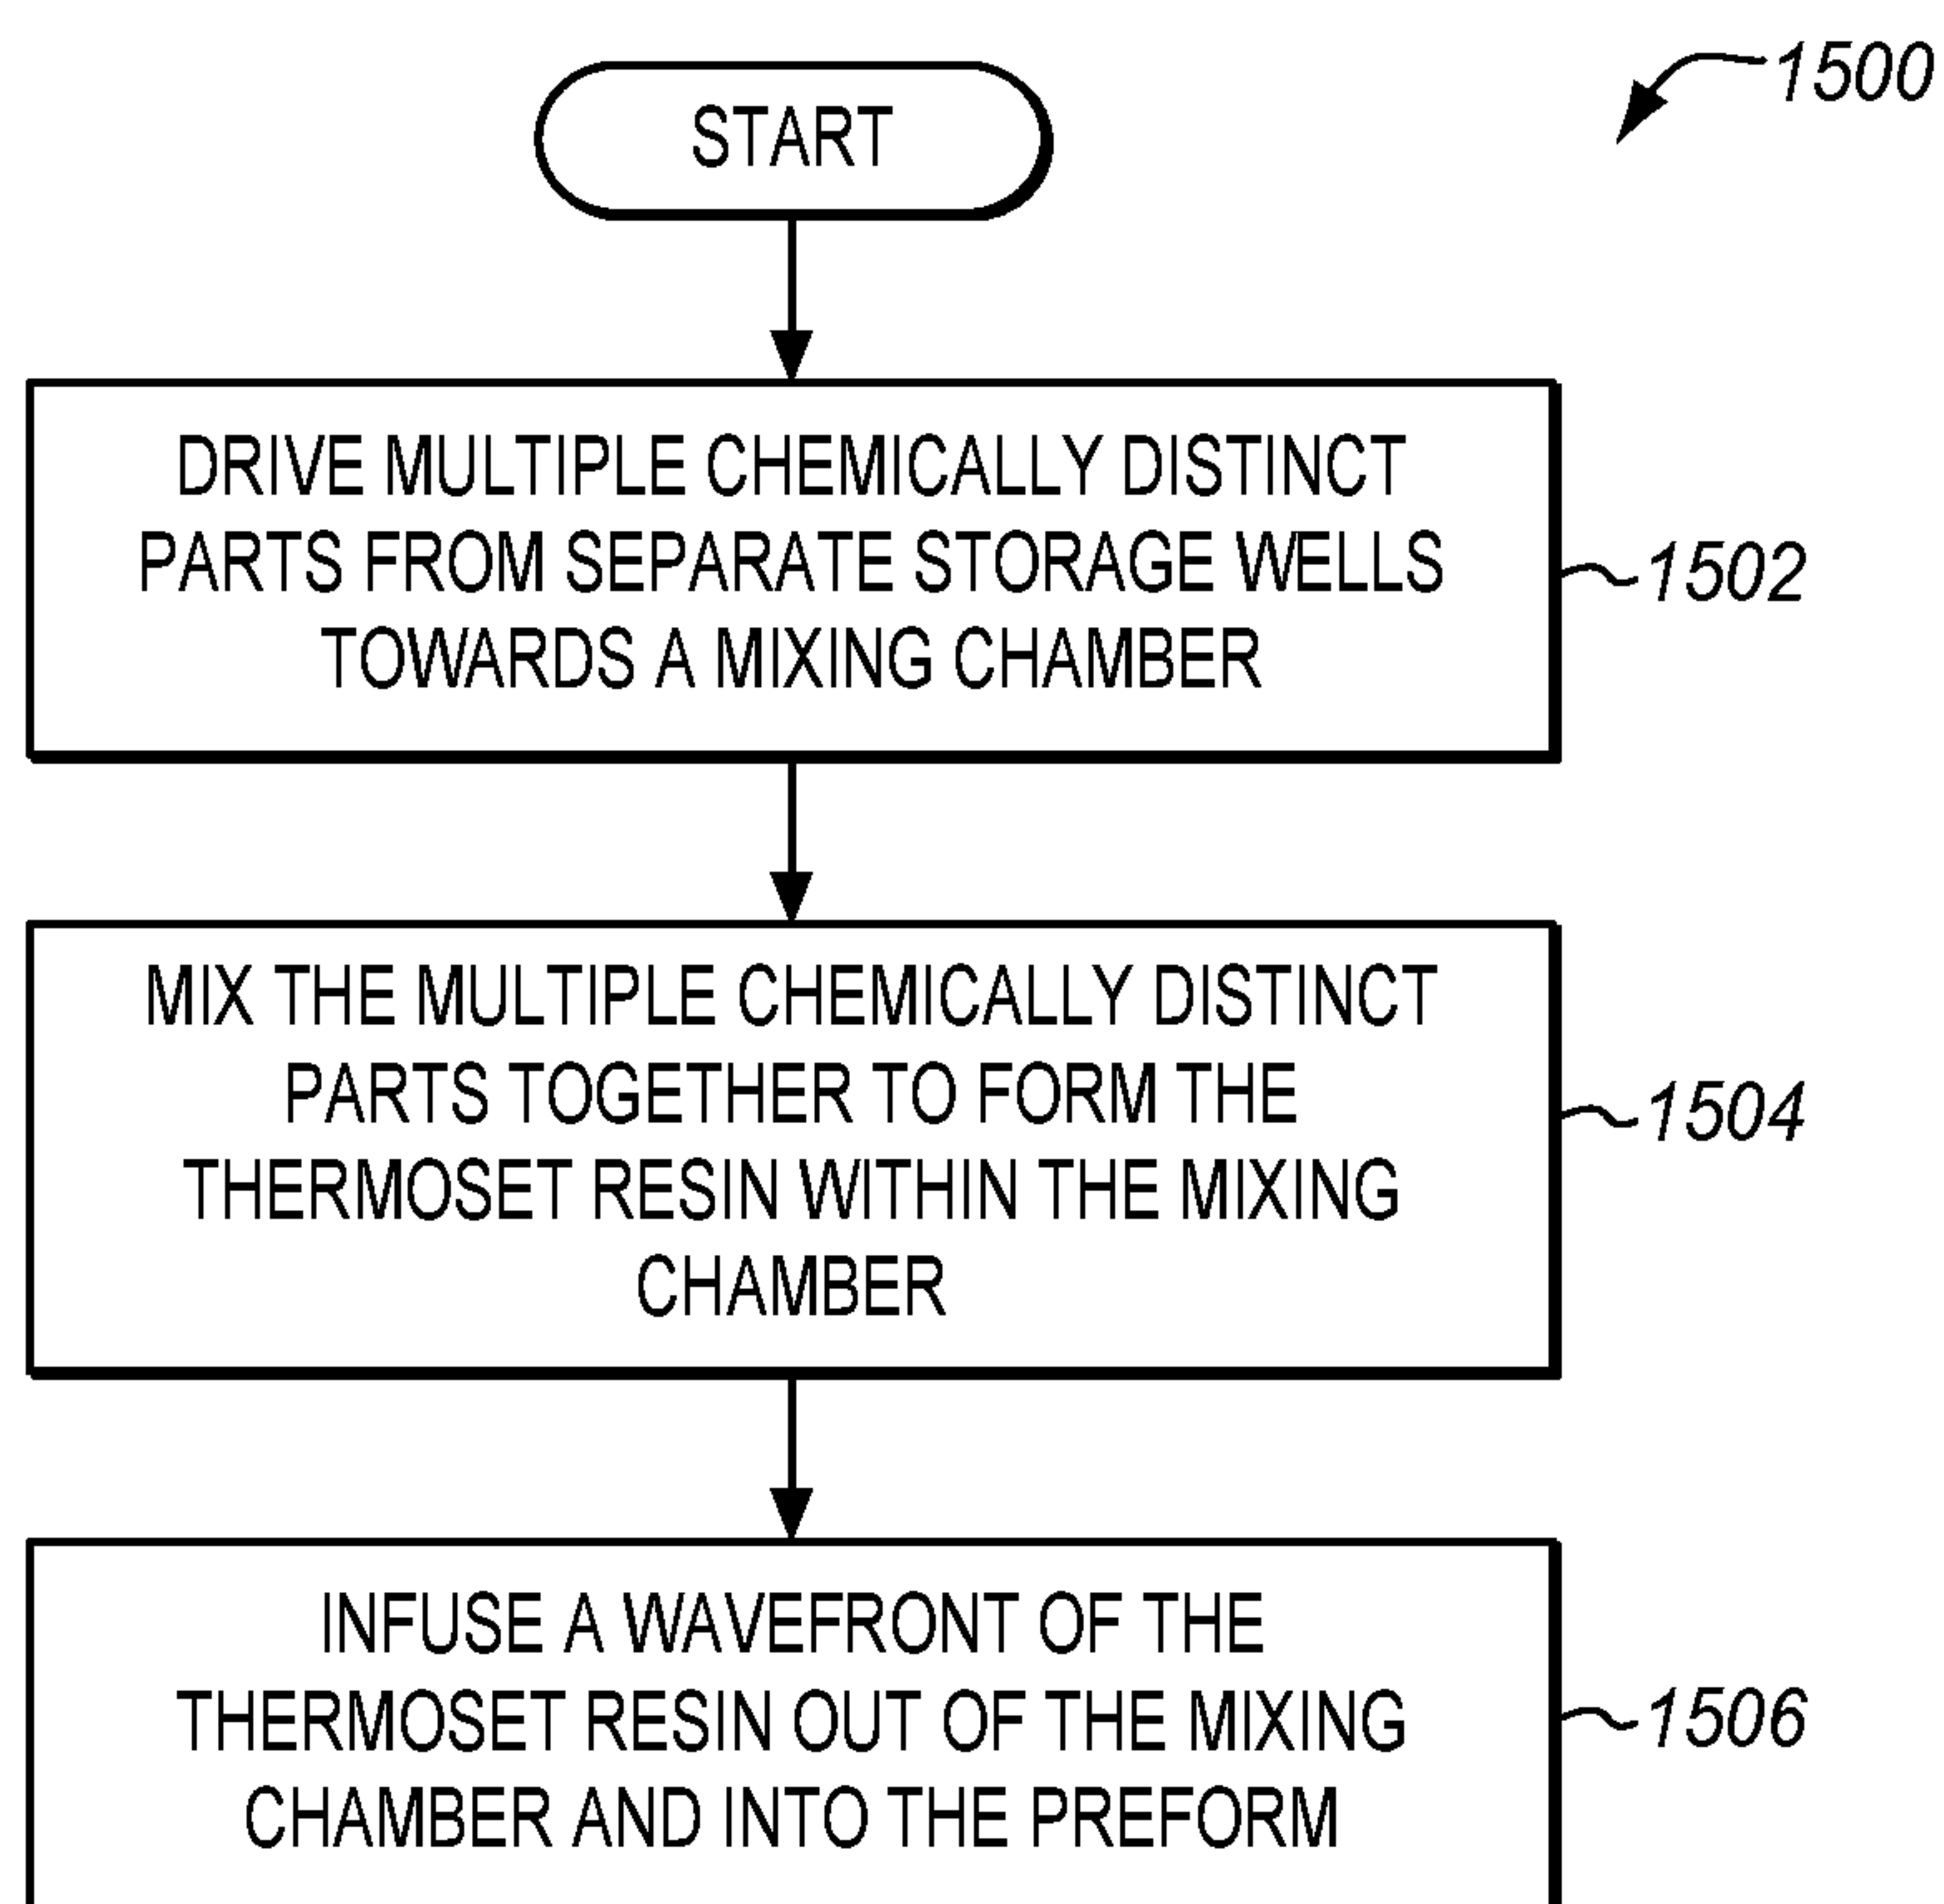 1500
START
DRIVE MULTIPLE CHEMICALLY DISTINCT
PARTS FROM SEPARATE STORAGE WELLS
TOWARDS A MIXING CHAMBER
1502
MIX THE MULTIPLE CHEMICALLY DISTINCT
PARTS TOGETHER TO FORM THE
THERMOSET RESIN WITHIN THE MIXING
CHAMBER
1504
INFUSE A WAVEFRONT OF THE
THERMOSET RESIN OUT OF THE MIXING
CHAMBER AND INTO THE PREFORM
1506